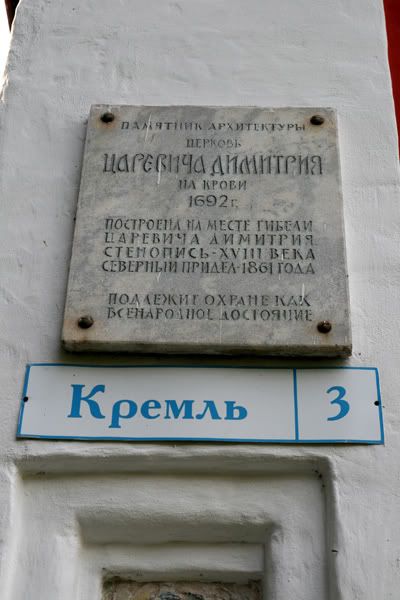 ПАМЯТНИК АРХИТЕКТУРЫ
ЦЕРКОВЬ
ЦАРЕВИЧА ДИМИТРИЯ
НА КРОВИ
1692 г.
ПОСТРОЕНА НА МЕСТЕ ГИБЕЛИ
ЦАРЕВИЧА ДИМИТРИЯ
СТЕНОПИСЬ - XVIII ВЕКА
СЕВЕРНЫЙ ПРИДЕЛ - 1861 ГОДА
ПОДЛЕЖИТ ОХРАНЕ КАК
ВСЕНАРОДНОЕ ДОСТОЯНИЕ
Кремль 3